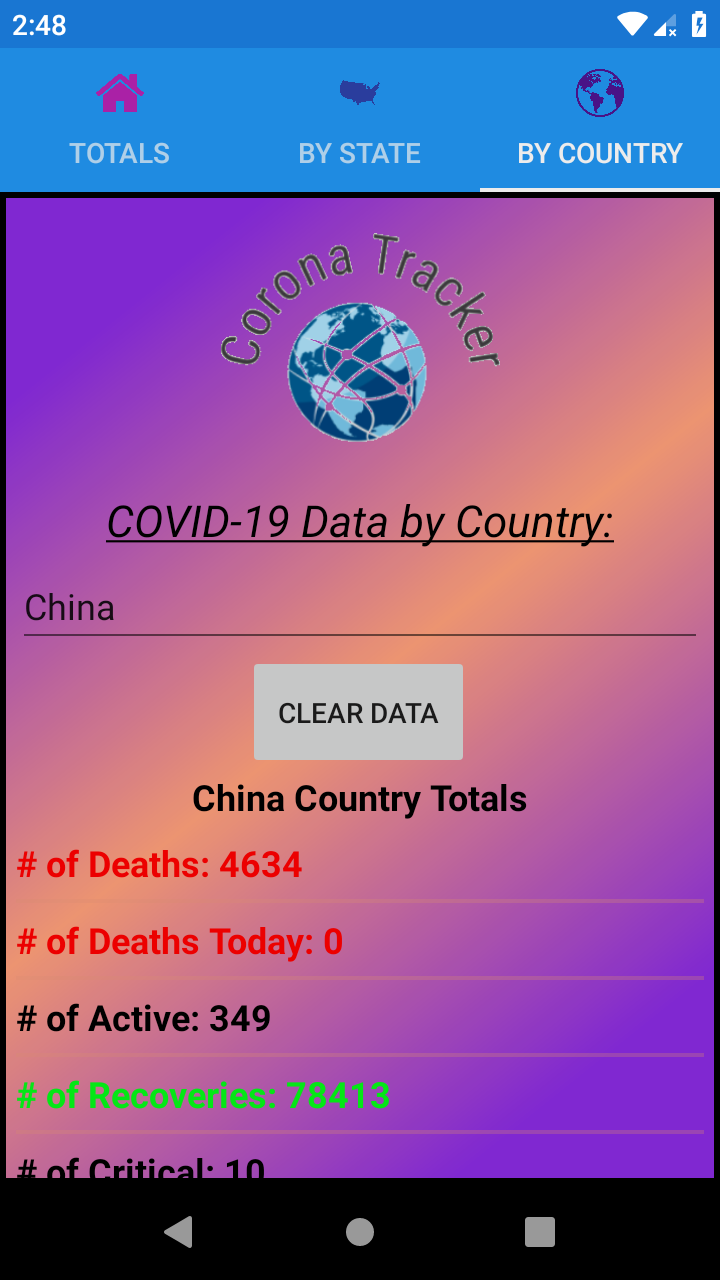 2:48
TOTALS
BY STATE
BY COUNTRY
Corona Tracker
COVID-19 Data by Country:
China
CLEAR DATA
China Country Totals
# of Deaths: 4634
# of Deaths Today: 0
# of Active: 349
# of Recoveries: 78413
# of Critical: 10